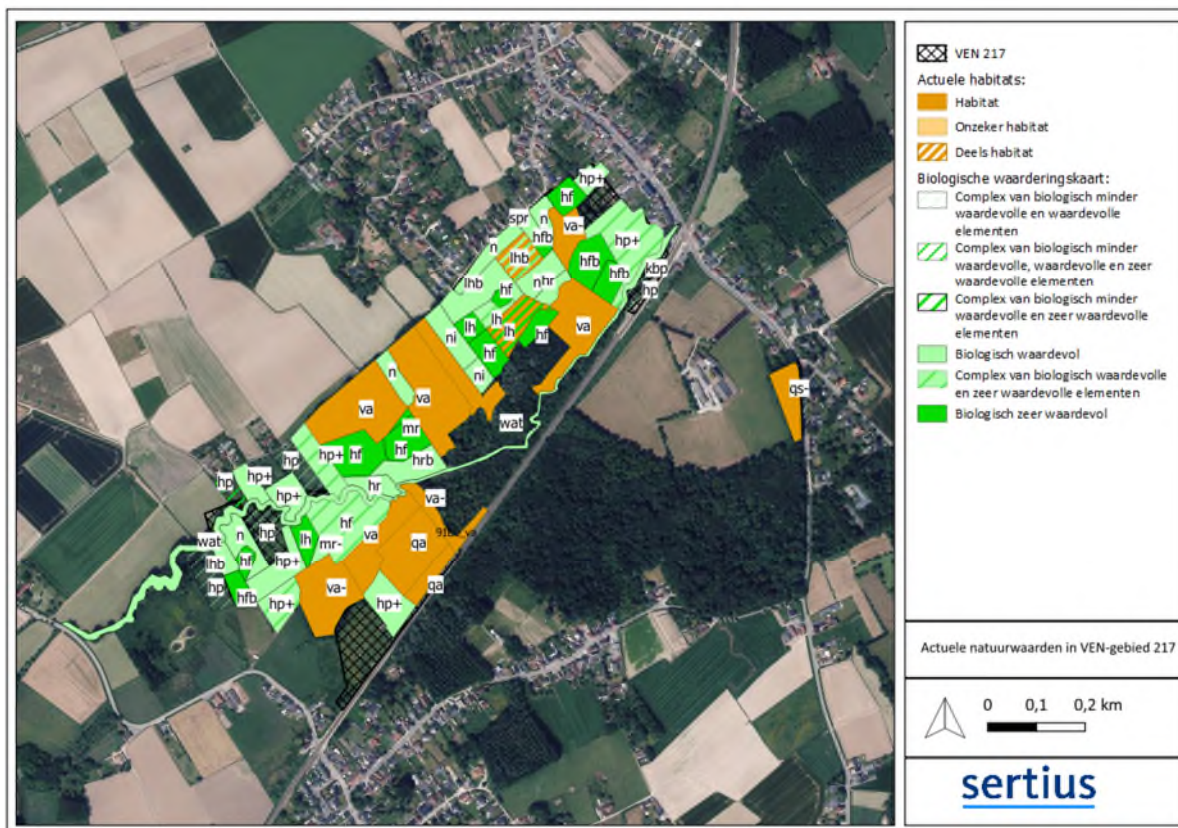 hp+
hf
spr
n
va-
n
hfb
hp+
lhb
hfb
kbp
hfb
lhb
n
hr
hp
hf
lh
lh
lh
hf
va
ni
hf
ni
n
va
va
qs-
mr
wat
hp
hp+
hf
hf
hrb
hp+
hp
hp+
hr
va-
hf
n
hp
lh
va
wat
mr-
qa
lhb
hf
hp+
hp
va-
qa
hfb
hp+
hp+
VEN 217
Actuele habitats:
Habitat
Onzeker habitat
Deels habitat
Biologische waarderingskaart:
Complex van biologisch minder
waardevolle en waardevolle
elementen
Complex van biologisch minder
waardevolle, waardevolle en zeer
waardevolle elementen
Complex van biologisch minder
waardevolle en zeer waardevolle
elementen
Biologisch waardevol
Complex van biologisch waardevolle
en zeer waardevolle elementen
Biologisch zeer waardevol
Actuele natuurwaarden in VEN-gebied 217
0 0,1 0,2 km
sertius